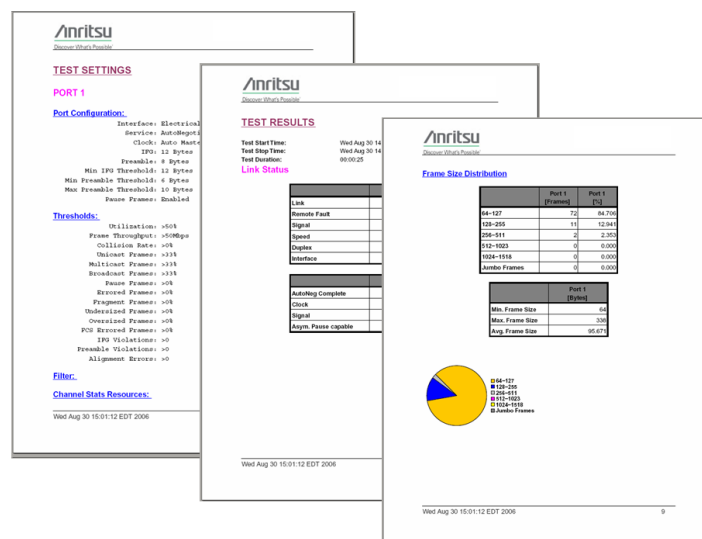 Anritsu
Discover What's Possible™
TEST SETTINGS
PORT 1
Port Configuration:
Interface: Electrical
Service: AutoNegoti
Clock: Auto Maste
IFG: 12 Bytes
Preamble: 8 Bytes
Min IFG Threshold: 12 Bytes
Min Preamble Threshold: 6 Bytes
Max Preamble Threshold: 10 Bytes
Pause Frames: Enabled
Thresholds:
Utilization: >50%
Frame Throughput: >50Mbps
Collision Rate: >0%
Unicast Frames: >33%
Multicast Frames: >33%
Broadcast Frames: >33%
Pause Frames: >0%
Errored Frames: >0%
Fragment Frames: >0%
Undersized Frames: >0%
Oversized Frames: >0%
FCS Errored Frames: >0%
IFG Violations: >0
Preamble Violations: >0
Alignment Errors: >0
Filter:
Channel Stats Resources:
Wed Aug 30 15:01:12 EDT 2006
Anritsu
Discover What's Possible™
TEST RESULTS
Test Start Time: Wed Aug 30 14
Test Stop Time: Wed Aug 30 14
Test Duration: 00:00:25
Link Status
Link
Remote Fault
Signal
Speed
Duplex
Interface
AutoNeg Complete
Clock
Signal
Asym. Pause capable
Wed Aug 30 15:01:12 EDT 2006
Anritsu
Discover What's Possible™
Frame Size Distribution
Port 1 [Frames] Port 1 [%]
64-127 72 84.706
128-255 11 12.941
256-511 2 2.353
512-1023 0 0.000
1024-1518 0 0.000
Jumbo Frames 0 0.000
Port 1 [Bytes]
Min. Frame Size 64
Max. Frame Size 338
Avg. Frame Size 95.671
64-127
128-255
256-511
512-1023
1024-1518
Jumbo Frames
Wed Aug 30 15:01:12 EDT 2006 9